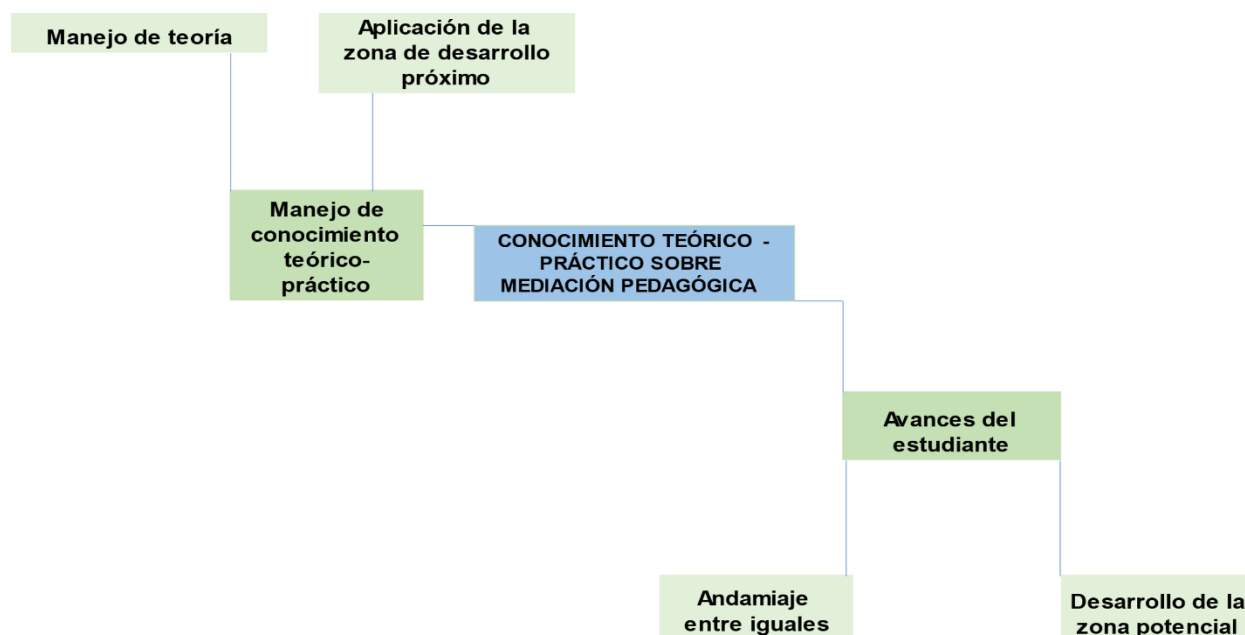 Manejo de teoría
Aplicación de la
zona de desarrollo
próximo
Manejo de
conocimiento
teórico-
práctico
CONOCIMIENTO TEÓRICO -
PRÁCTICO SOBRE
MEDIACIÓN PEDAGÓGICA
Avances del
estudiante
Andamiaje
entre iguales
Desarrollo de la
zona potencial